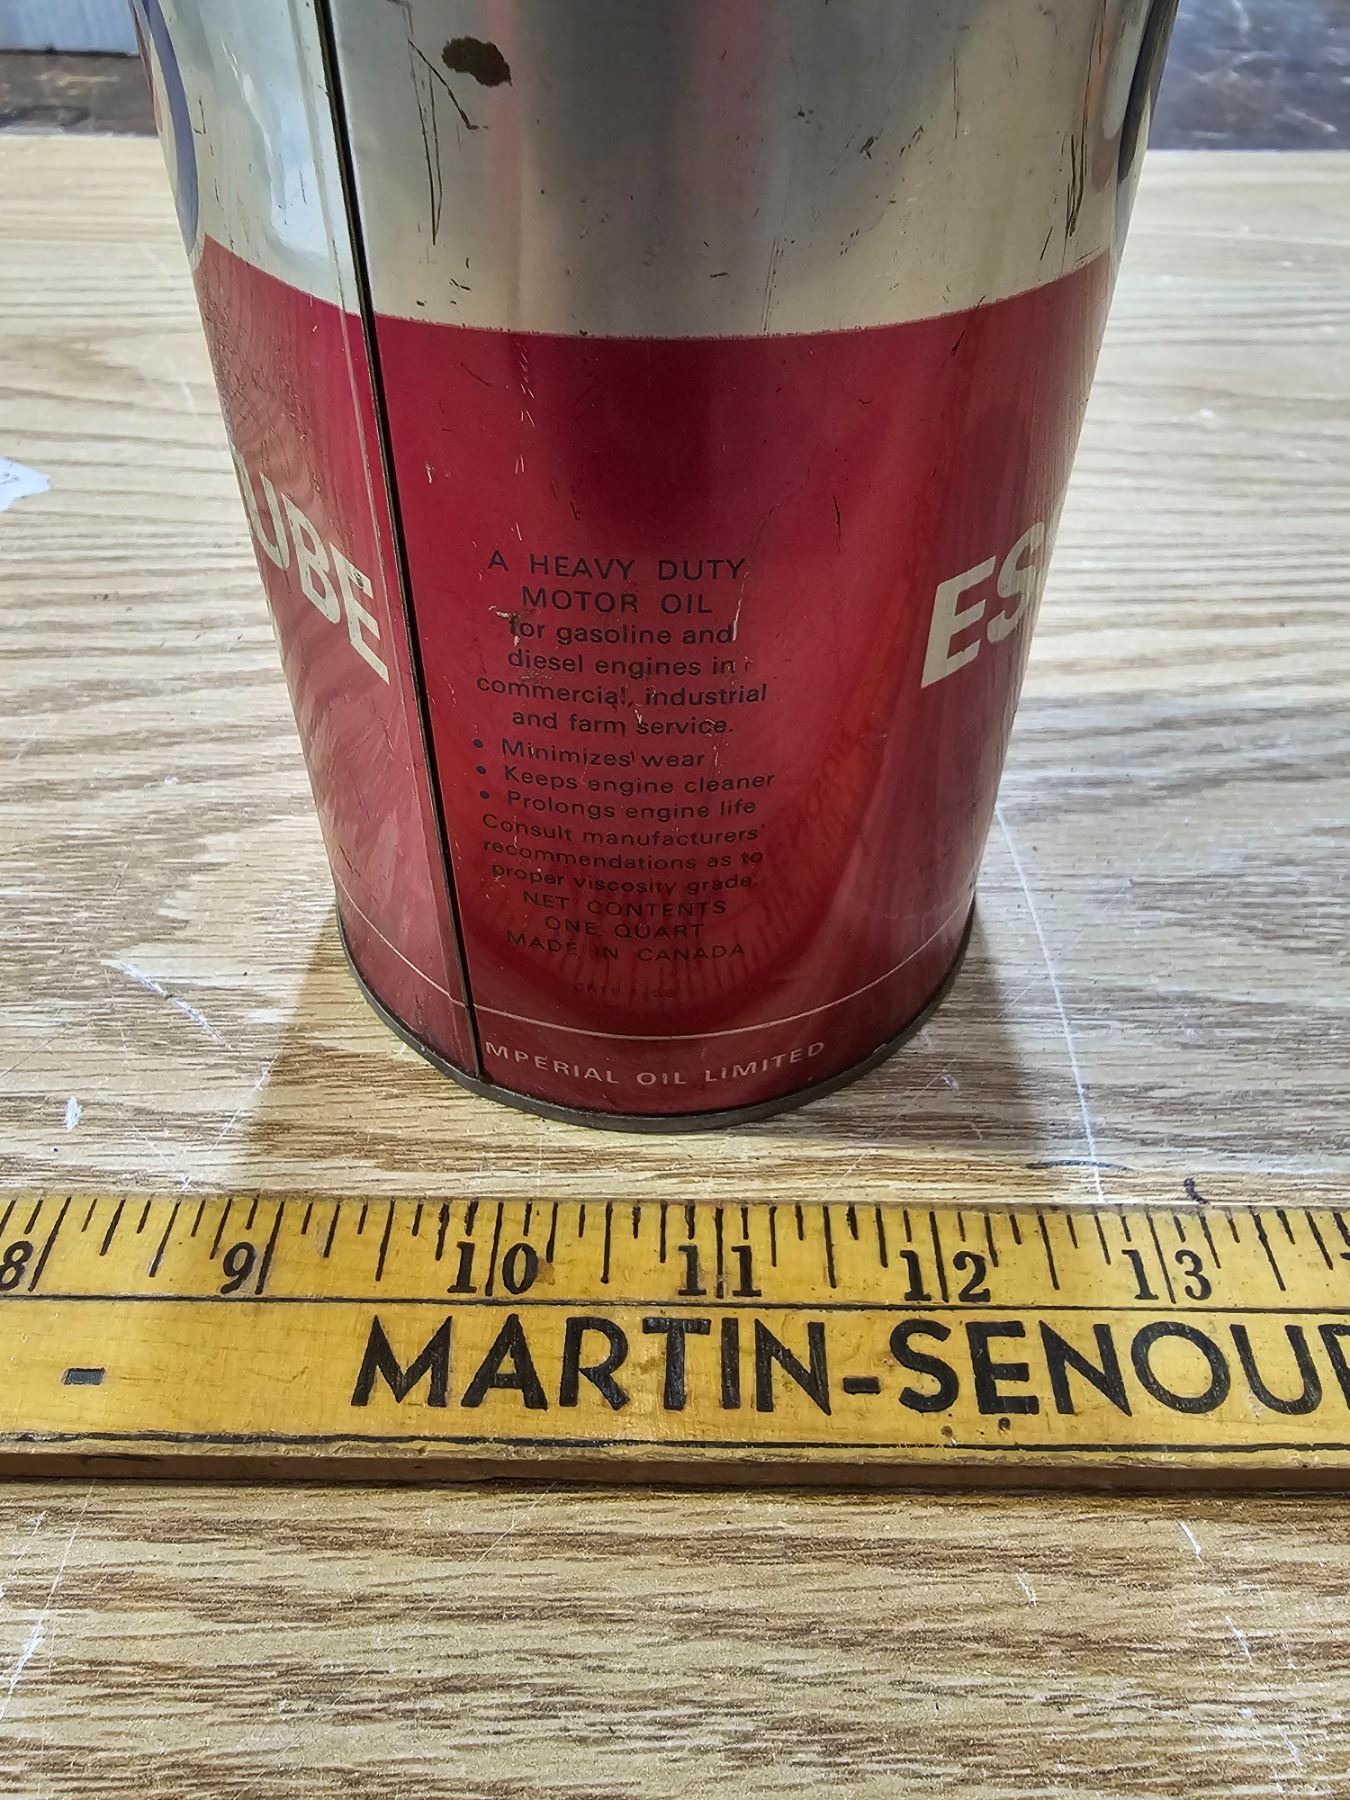 UBE
ES
A HEAVY DUTY
MOTOR OIL
for gasoline and
diesel engines in
commercial, industrial
and farm service.
• Minimizes wear
• Keeps engine cleaner
• Prolongs engine life
Consult manufacturers'
recommendations as to
proper viscosity grade.
NET CONTENTS
ONE QUART
MADE IN CANADA
IMPERIAL OIL LIMITED
8 9 10 11 12 13
MARTIN-SENOUR